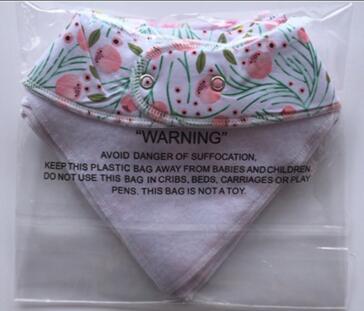 "WARNING"
AVOID DANGER OF SUFFOCATION,
KEEP THIS PLASTIC BAG AWAY FROM BABIES AND CHILDREN.
DO NOT USE THIS BAG IN CRIBS, BEDS, CARRIAGES OR PLAY
PENS. THIS BAG IS NOT A TOY.